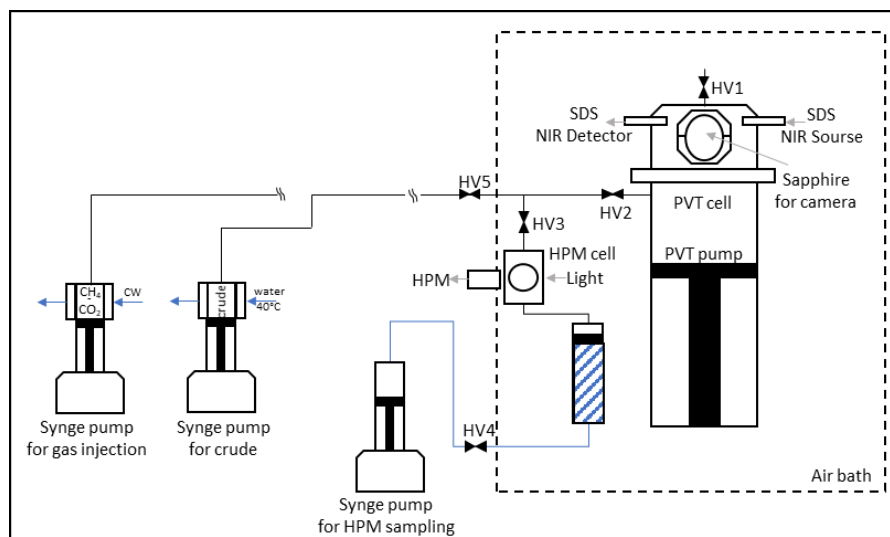 HV1
SDS
NIR Detector
SDS
NIR Sourse
Sapphire
for camera
HV5
HV2
PVT cell
HV3
HPM cell
PVT pump
HPM
Light
CH4
-
CO2
CW
crude
water
40°C
Synge pump
for gas injection
Synge pump
for crude
HV4
Synge pump
for HPM sampling
Air bath